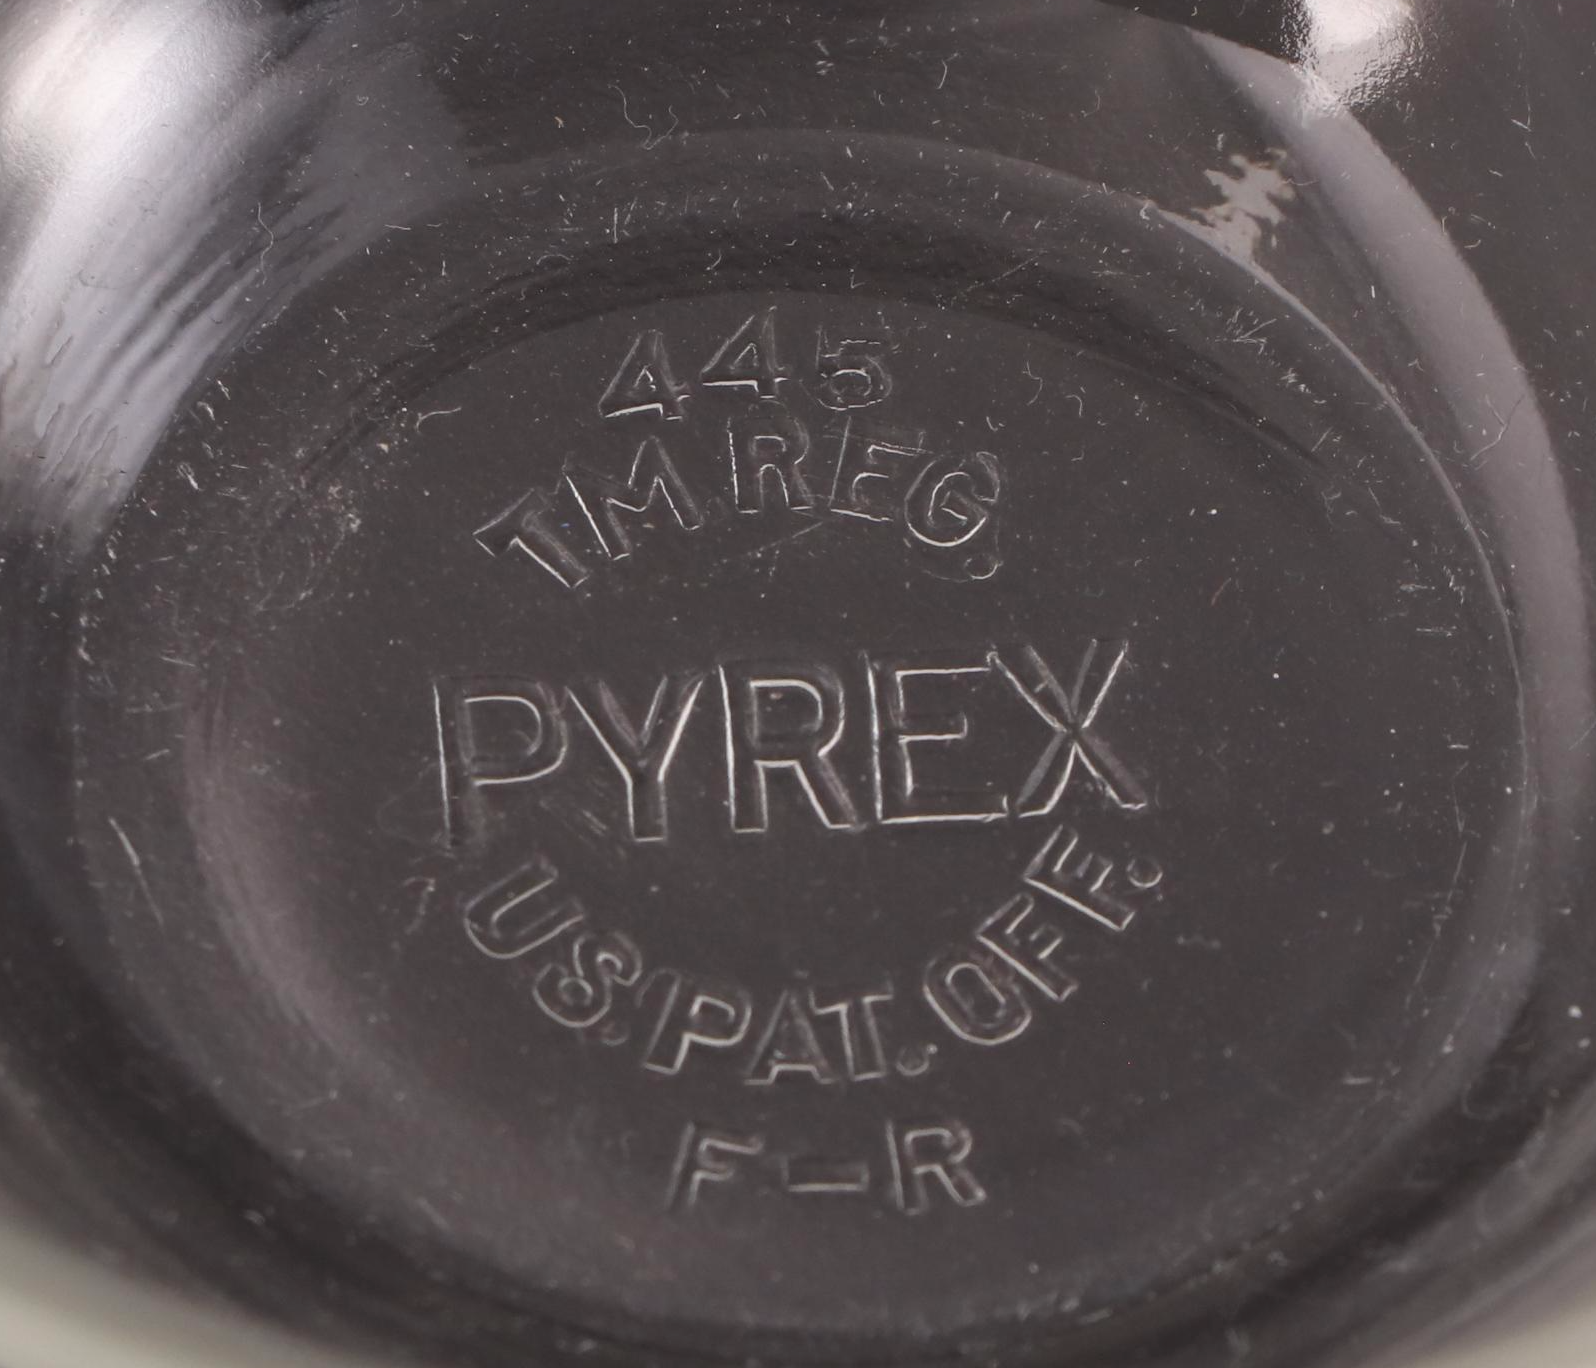 445
TM REG.
PYREX
U.S. PAT. OFF.
F-R